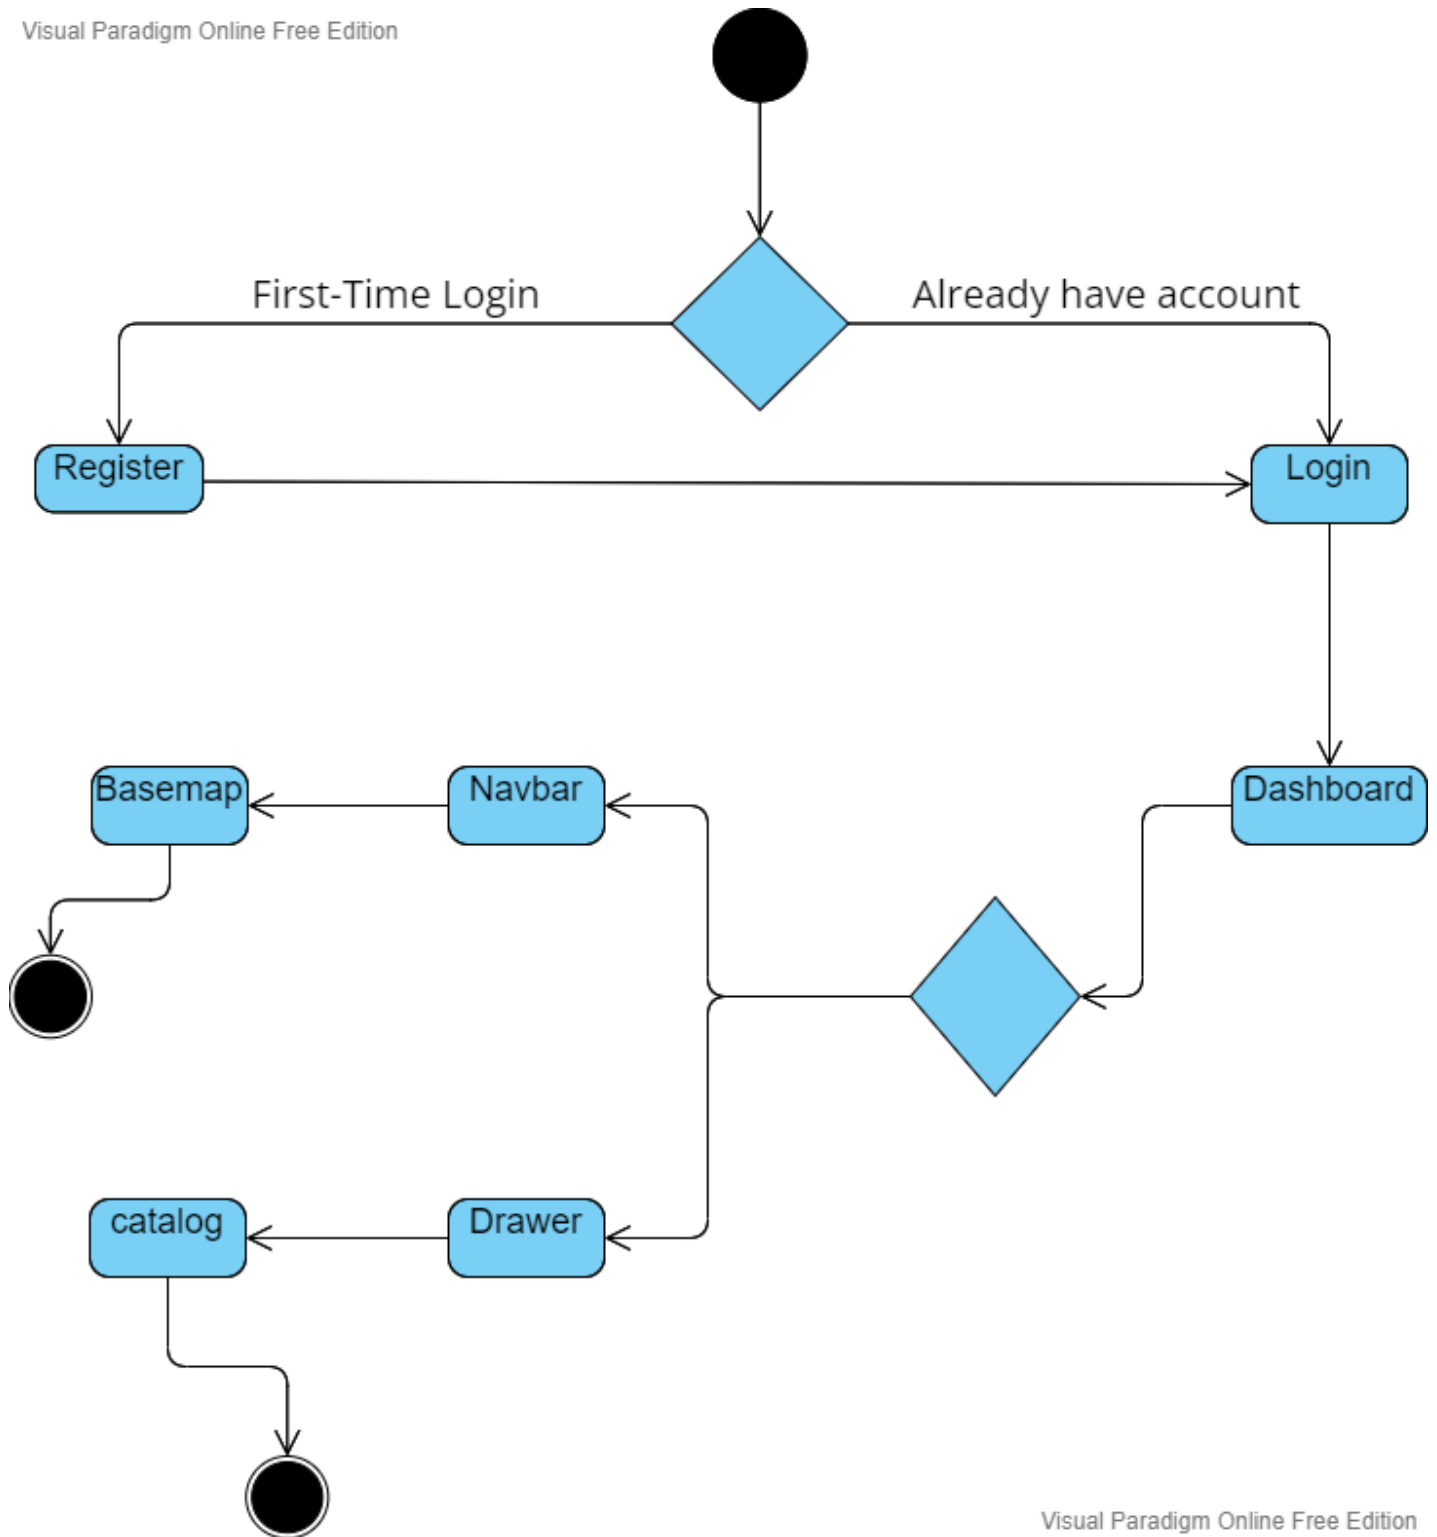 Visual Paradigm Online Free Edition
First-Time Login
Already have account
Register
Login
Basemap
Navbar
Dashboard
catalog
Drawer
Visual Paradigm Online Free Edition